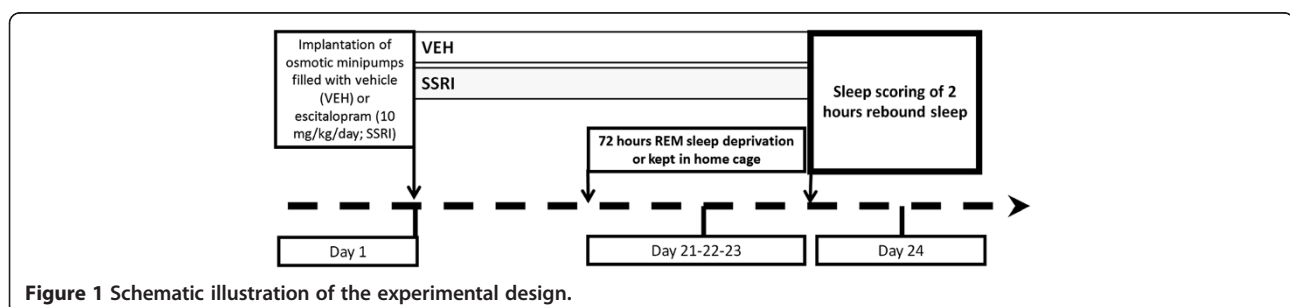 Implantation of
osmotic minipumps
filled with vehicle
(VEH) or
escitalopram (10
mg/kg/day; SSRI)
VEH
SSRI
72 hours REM sleep deprivation
or kept in home cage
Sleep scoring of 2
hours rebound sleep
Day 1
Day 21-22-23
Day 24
Figure 1 Schematic illustration of the experimental design.